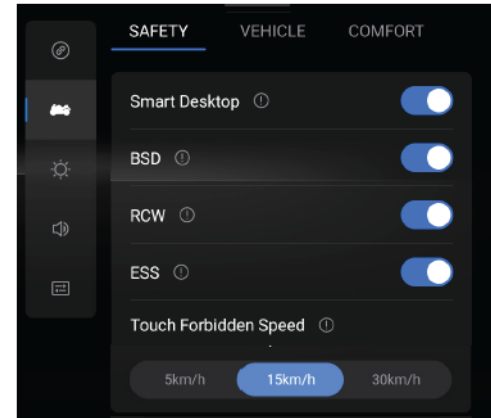 SAFETY VEHICLE COMFORT
Smart Desktop
BSD
RCW
ESS
Touch Forbidden Speed
5km/h 15km/h 30km/h